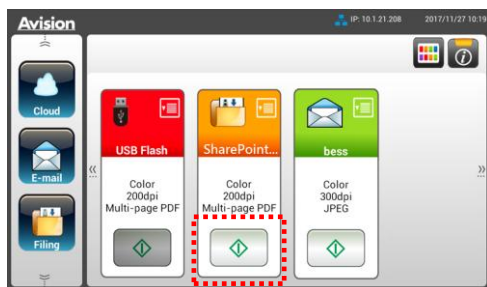 Avision
IP: 10.1.21.208 2017/11/27 10:19
Cloud
E-mail
Filing
USB Flash
Color
200dpi
Multi-page PDF
SharePoint...
Color
200dpi
Multi-page PDF
bess
Color
300dpi
JPEG